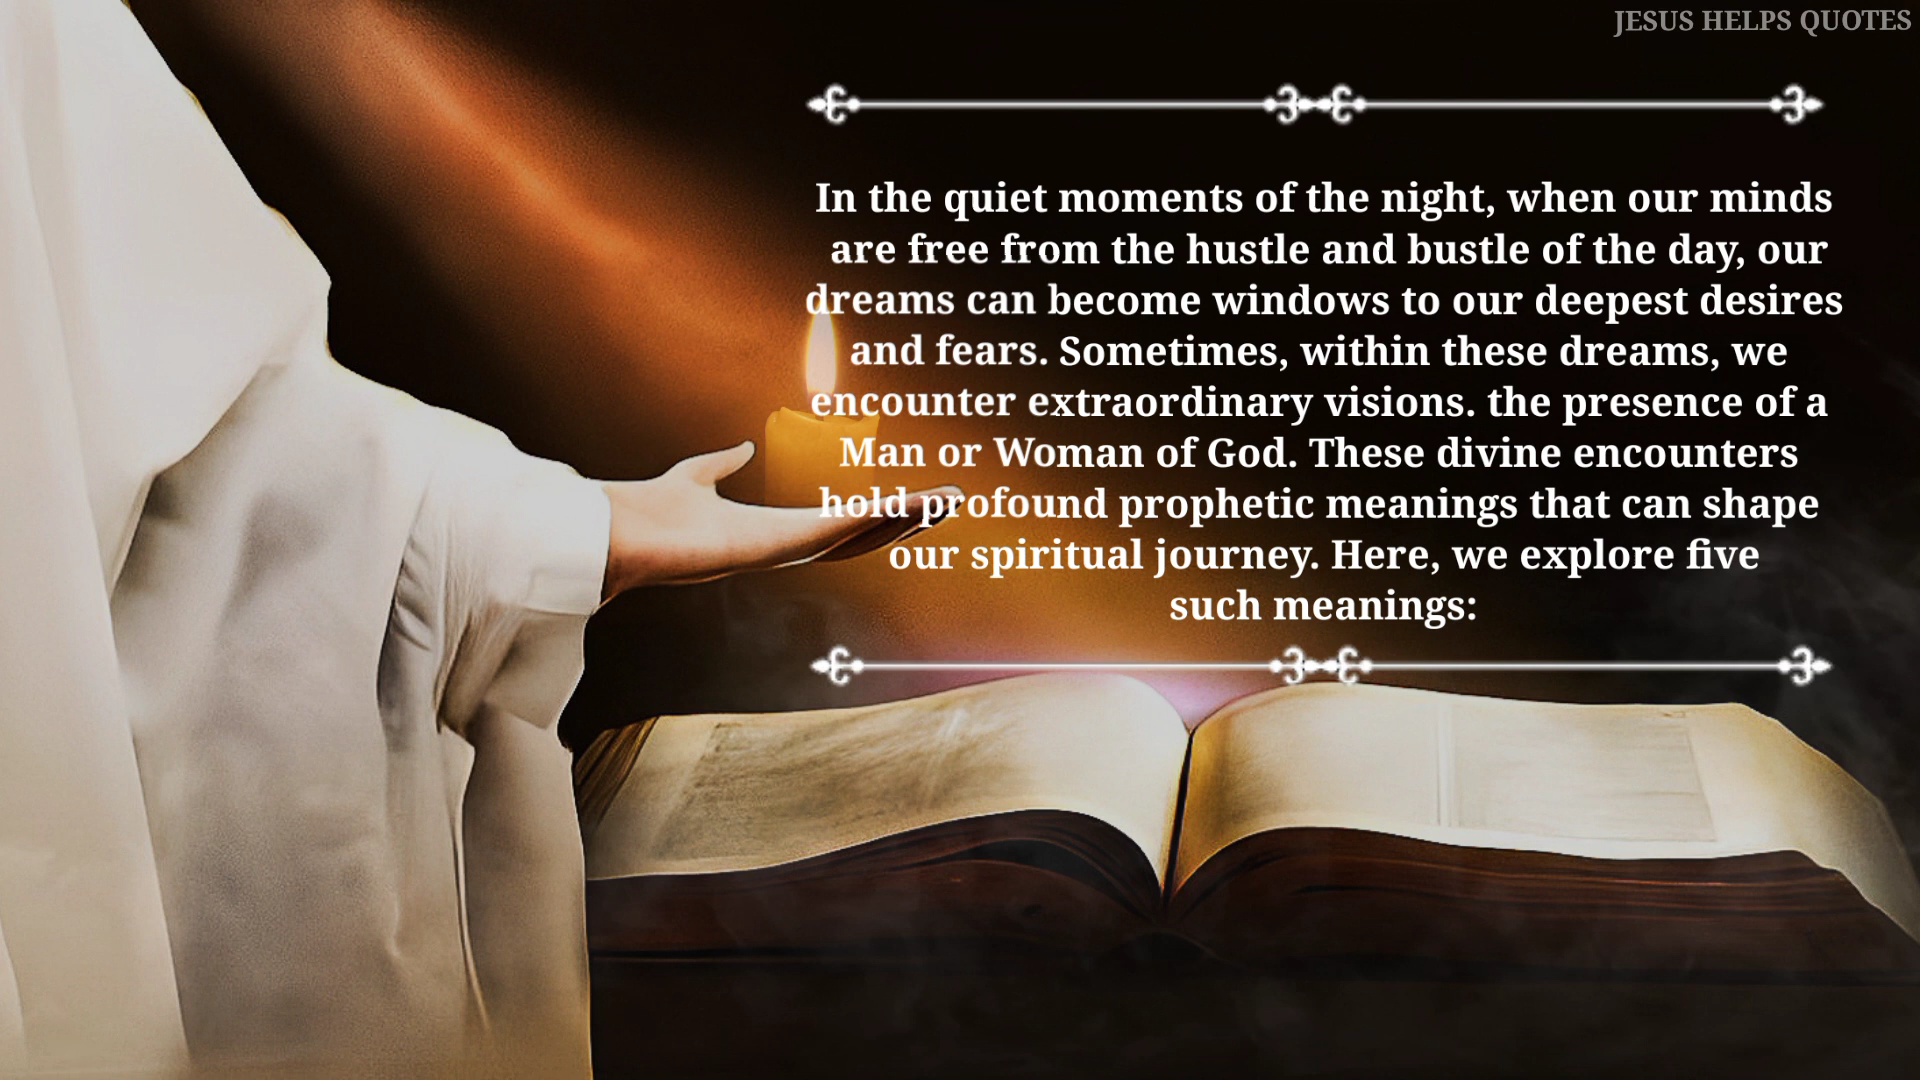 JESUS HELPS QUOTES
In the quiet moments of the night, when our minds
are free from the hustle and bustle of the day, our
dreams can become windows to our deepest desires
and fears. Sometimes, within these dreams, we
encounter extraordinary visions. the presence of a
Man or Woman of God. These divine encounters
hold profound prophetic meanings that can shape
our spiritual journey. Here, we explore five
such meanings: